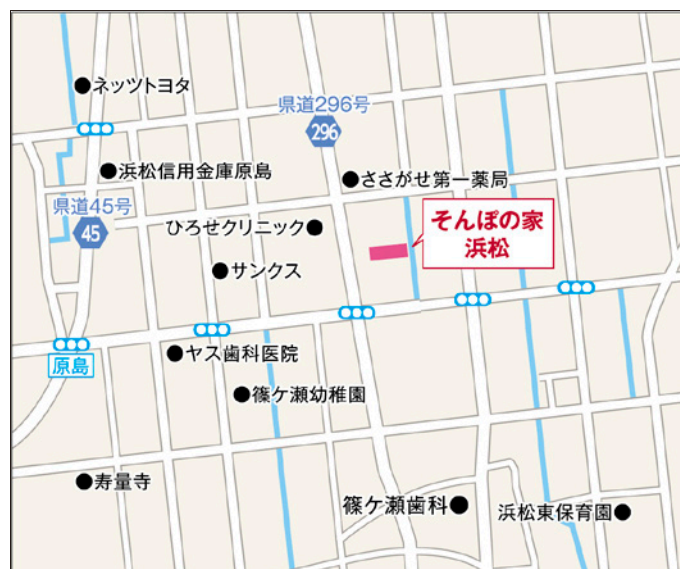 ネッツトヨタ
県道296号
296
浜松信用金庫原島
ささがせ第一薬局
県道45号
45
ひろせクリニック
そんぽの家
浜松
サンクス
ヤス歯科医院
原島
篠ケ瀬幼稚園
寿量寺
篠ケ瀬歯科
浜松東保育園